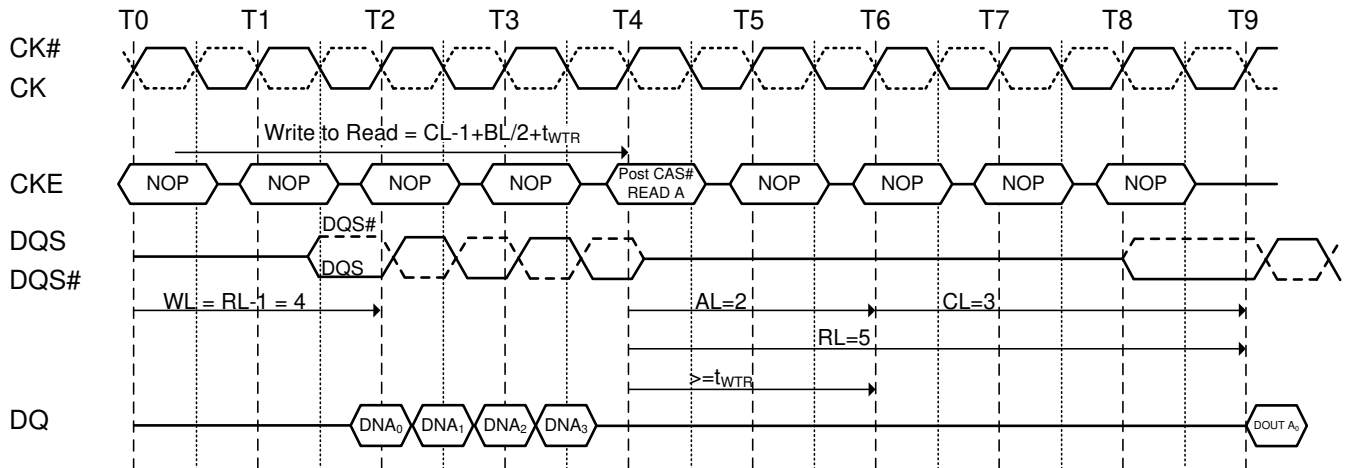 T0 T1 T2 T3 T4 T5 T6 T7 T8 T9
CK#
CK
Write to Read = CL-1+BL/2+tWTR
CKE NOP NOP NOP NOP Post CAS# READ A NOP NOP NOP NOP
DQS DQS#
DQS# DQS
WL = RL-1 = 4 AL=2 CL=3
RL=5
>=tWTR
DQ DNA0 DNA1 DNA2 DNA3 DOUT A0